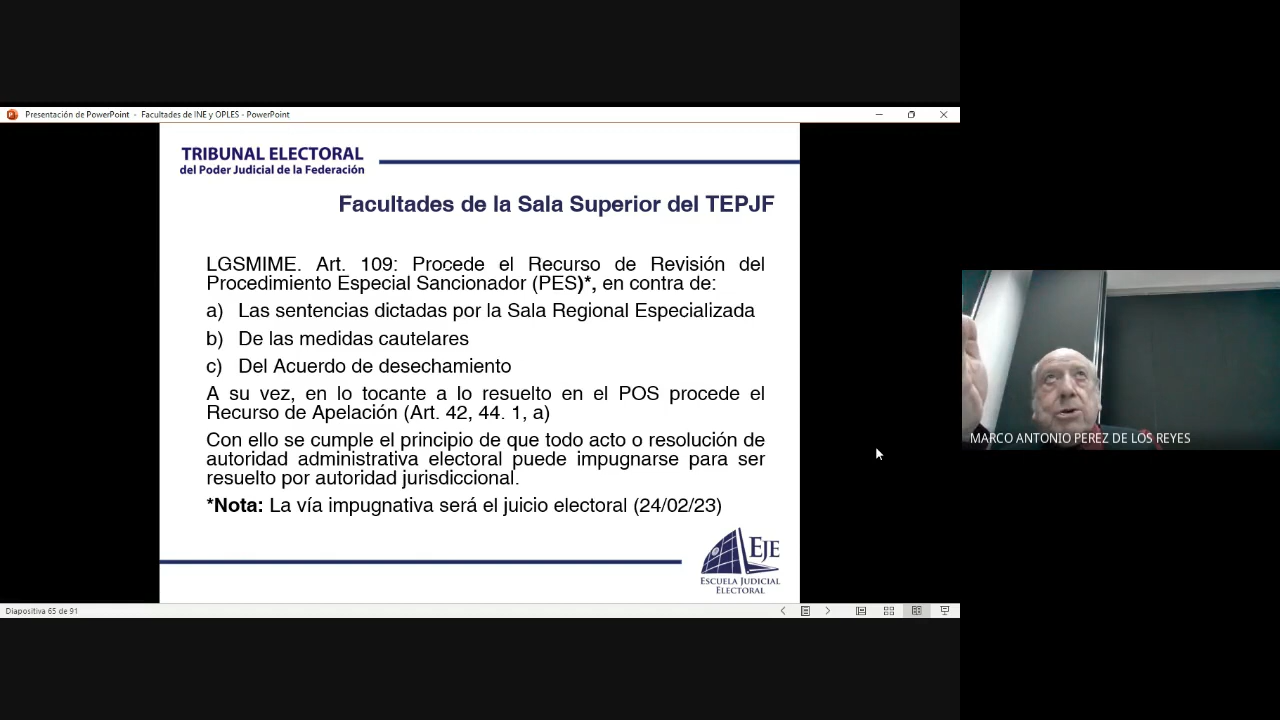 Presentación de PowerPoint - Facultades de INE y OPLES - PowerPoint
TRIBUNAL ELECTORAL
del Poder Judicial de la Federación
Facultades de la Sala Superior del TEPJF
LGSMIME. Art. 109: Procede el Recurso de Revisión del
Procedimiento Especial Sancionador (PES)*, en contra de:
a) Las sentencias dictadas por la Sala Regional Especializada
b) De las medidas cautelares
c) Del Acuerdo de desechamiento
A su vez, en lo tocante a lo resuelto en el POS procede el
Recurso de Apelación (Art. 42, 44. 1, a)
Con ello se cumple el principio de que todo acto o resolución de
autoridad administrativa electoral puede impugnarse para ser
resuelto por autoridad jurisdiccional.
*Nota: La vía impugnativa será el juicio electoral (24/02/23)
EJE
ESCUELA JUDICIAL
ELECTORAL
Diapositiva 65 de 91
MARCO ANTONIO PEREZ DE LOS REYES